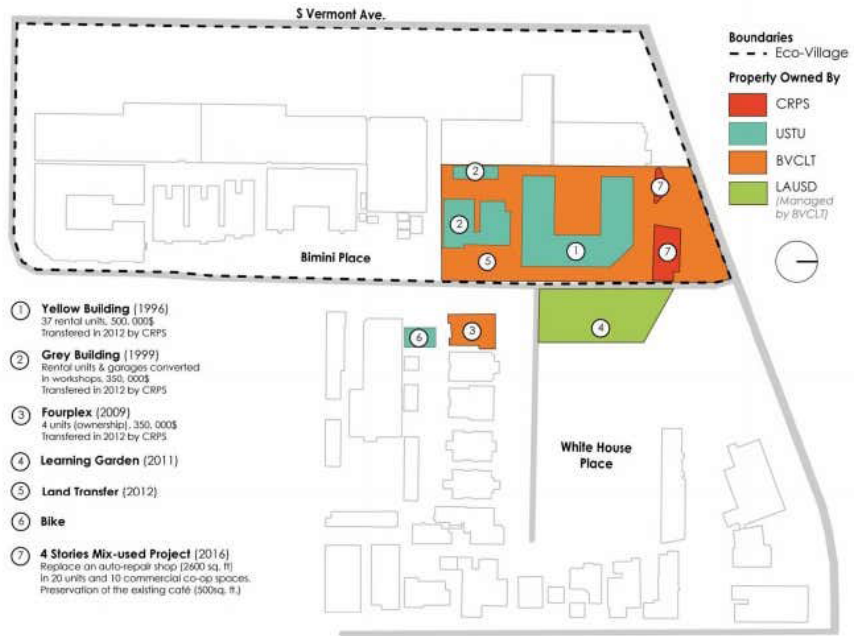 S Vermont Ave.
Boundaries
Eco-Village
Property Owned By
CRPS
USTU
BVCLT
LAUSD
(Managed
by BVCLT)
2
7
2
5
1
7
Bimini Place
6
3
4
White House
Place
1 Yellow Building (1996)
37 rental units, 500, 000$
Transfered in 2012 by CRPS
2 Grey Building (1999)
Rental units & garages converted
in workshops, 350, 000$
Transfered in 2012 by CRPS
3 Fourplex (2009)
4 units (ownership), 350, 000$
Transfered in 2012 by CRPS
4 Learning Garden (2011)
5 Land Transfer (2012)
6 Bike
7 4 Stories Mix-used Project (2016)
Replace an auto-repair shop (2600 sq. ft)
in 20 units and 10 commercial co-op spaces.
Preservation of the existing café (500sq. ft.)